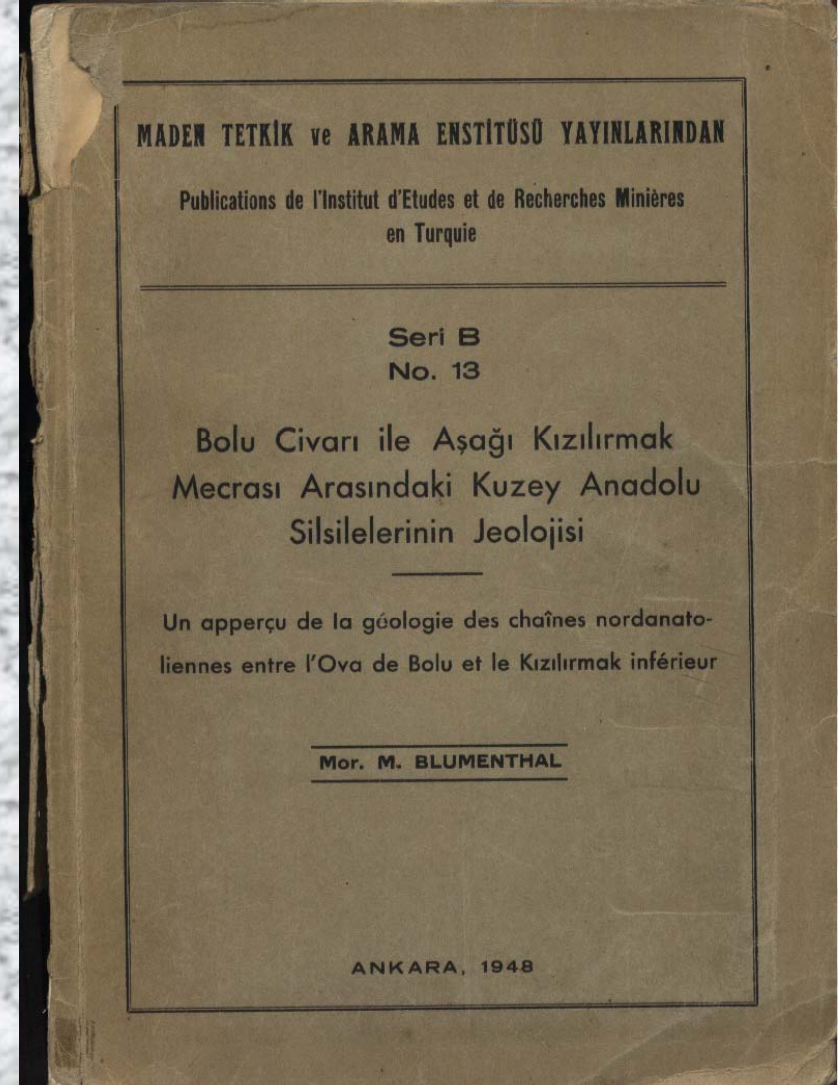 MADEN TETKİK ve ARAMA ENSTİTÜSÜ YAYINLARINDAN
Publications de l'Institut d'Etudes et de Recherches Minières
en Turquie
Seri B
No. 13
Bolu Civarı ile Aşağı Kızılırmak
Mecrası Arasındaki Kuzey Anadolu
Silsilelerinin Jeolojisi
Un apperçu de la géologie des chaînes nordanato-
liennes entre l'Ova de Bolu et le Kızılırmak inférieur
Mor. M. BLUMENTHAL
ANKARA, 1948